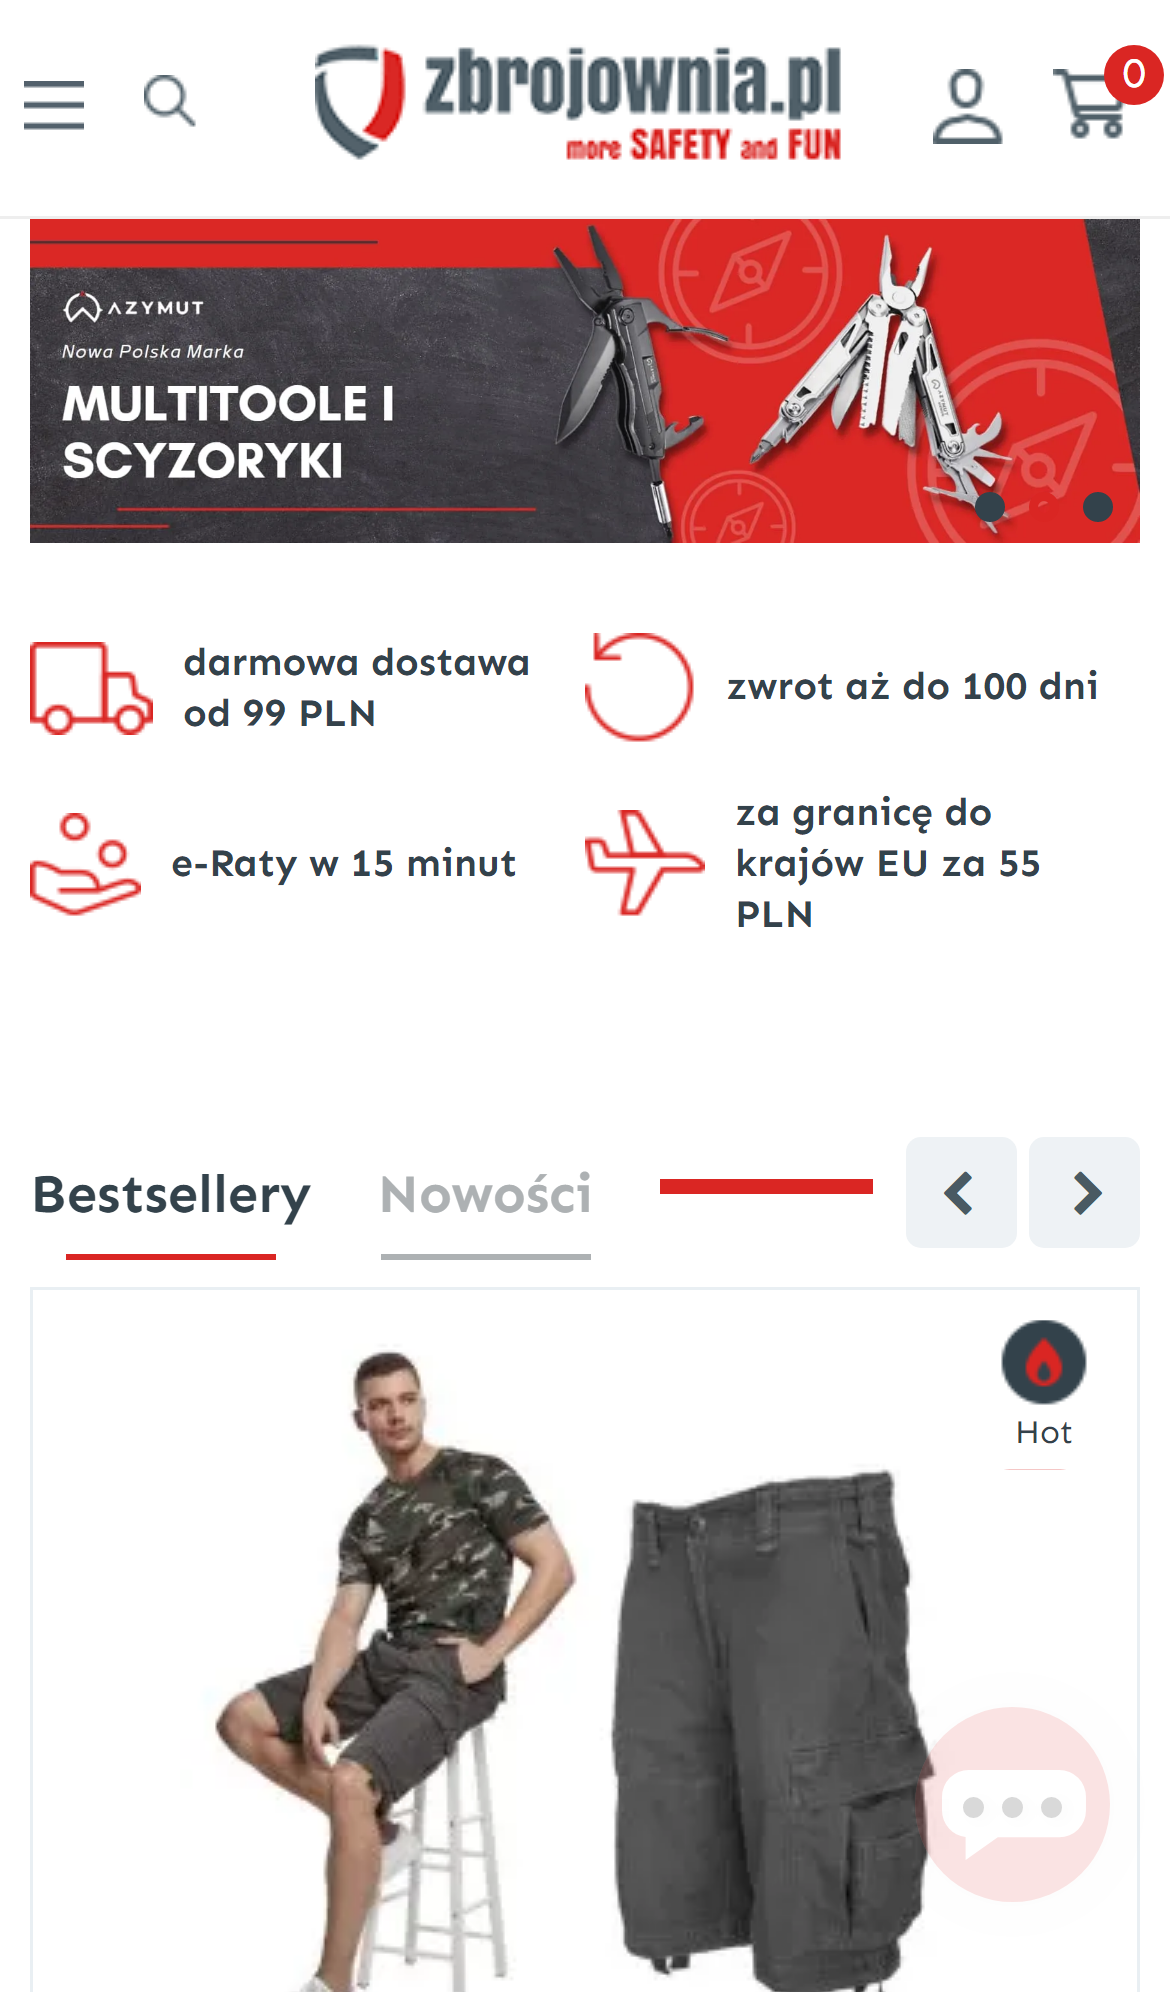 zbrojownia.pl
more SAFETY and FUN
0
AZYMUT
Nowa Polska Marka
MULTITOOLE I
SCYZORYKI
darmowa dostawa
od 99 PLN
zwrot aż do 100 dni
e-Raty w 15 minut
za granicę do
krajów EU za 55
PLN
Bestsellery
Nowości
Hot